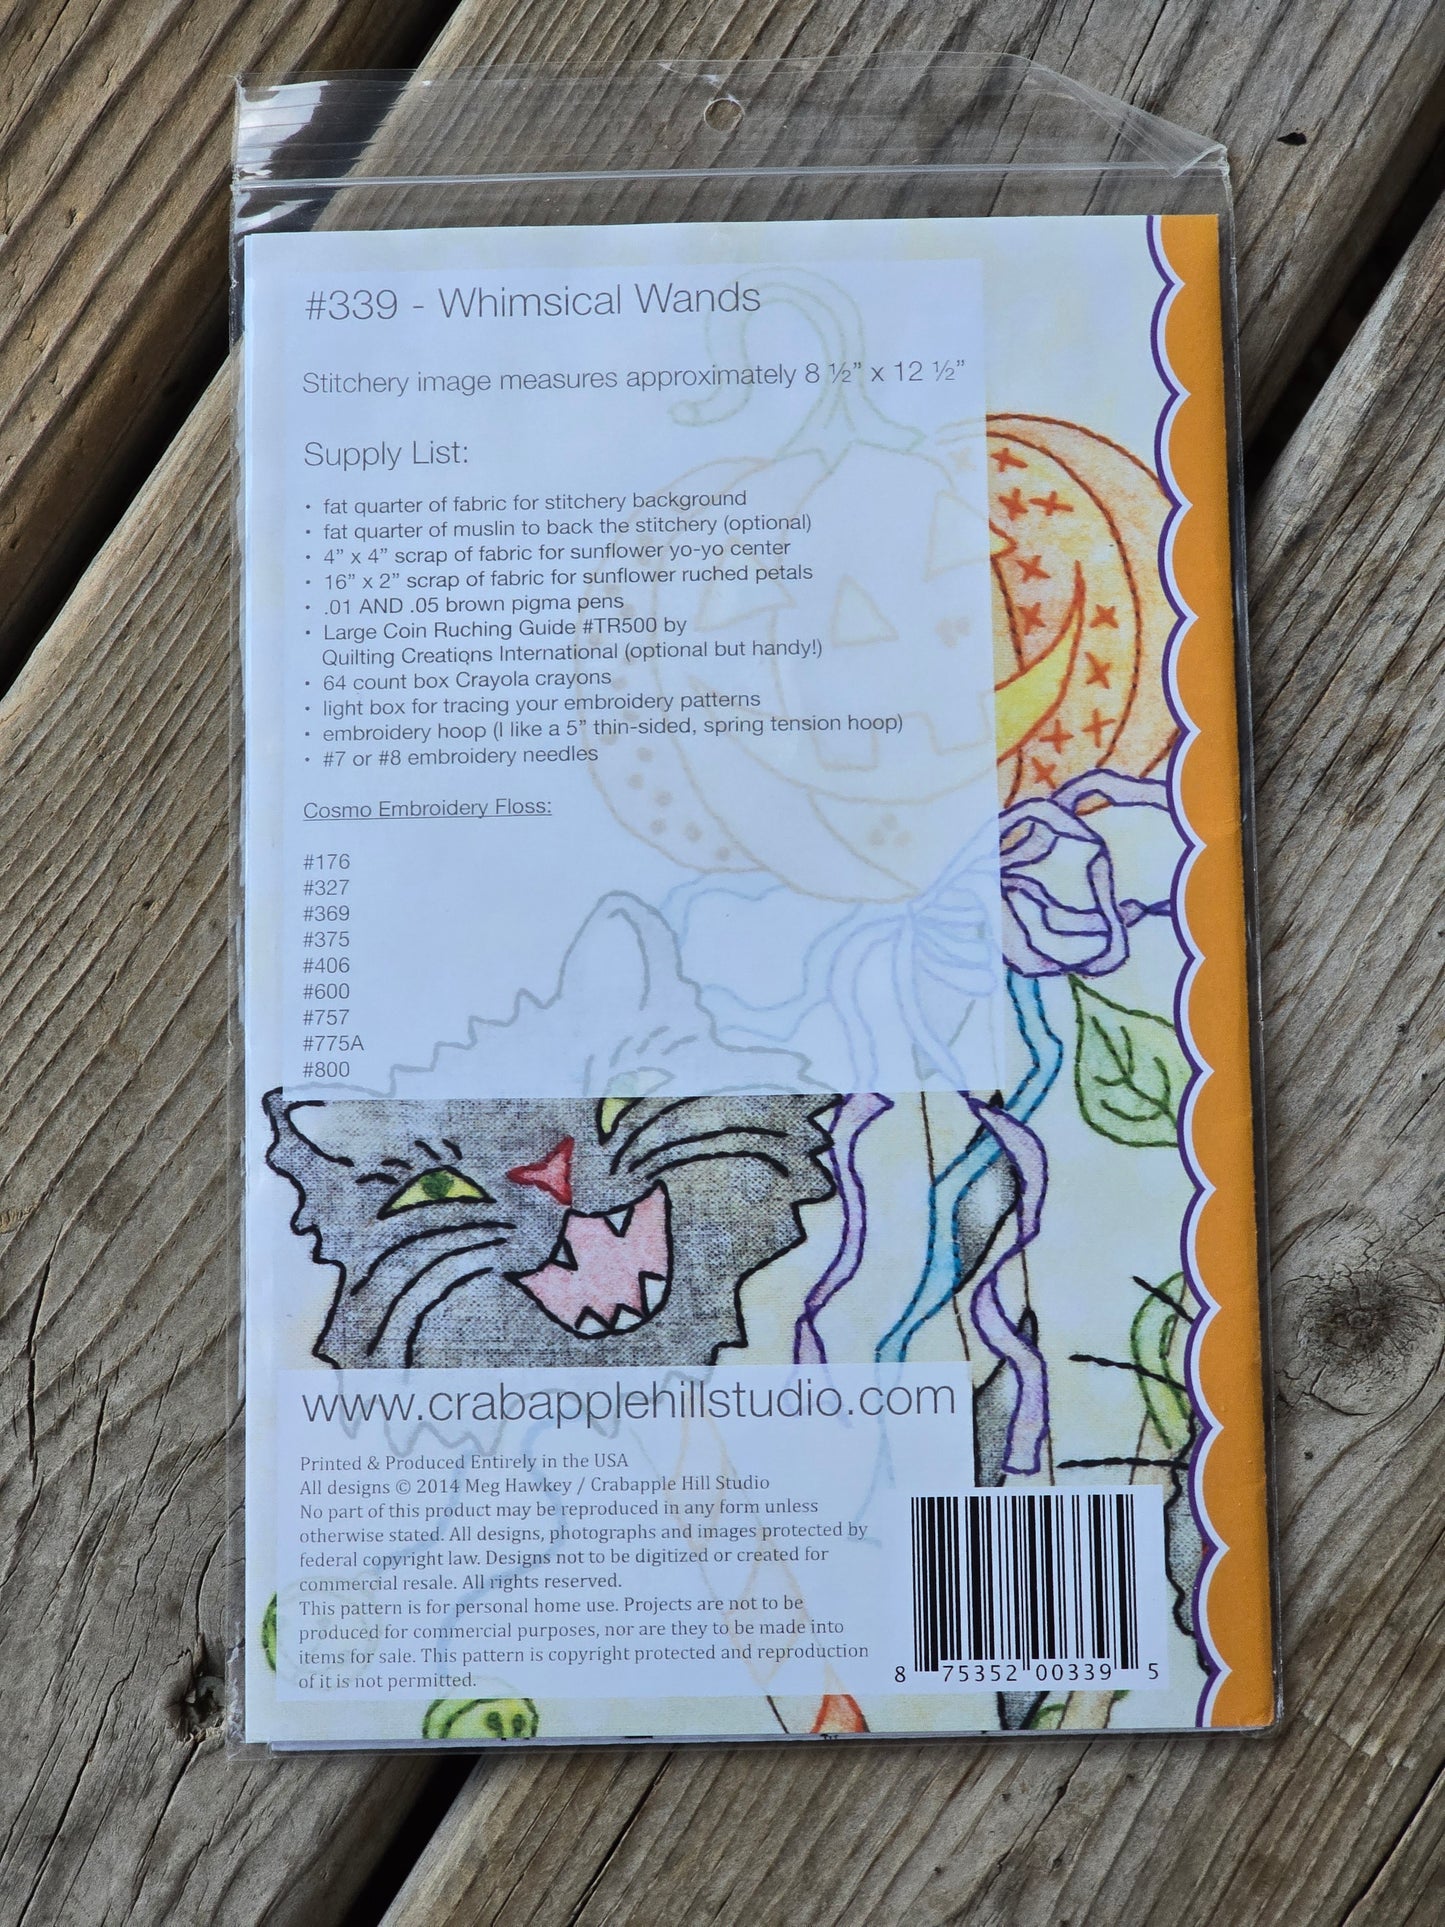 #339 - Whimsical Wands
Stitchery image measures approximately 8 ½” x 12 ½”
Supply List:
• fat quarter of fabric for stitchery background
• fat quarter of muslin to back the stitchery (optional)
• 4” x 4” scrap of fabric for sunflower yo-yo center
• 16” x 2” scrap of fabric for sunflower ruched petals
• .01 AND .05 brown pigma pens
• Large Coin Ruching Guide #TR500 by
Quilting Creations International (optional but handy!)
• 64 count box Crayola crayons
• light box for tracing your embroidery patterns
• embroidery hoop (I like a 5” thin-sided, spring tension hoop)
• #7 or #8 embroidery needles
Cosmo Embroidery Floss:
#176
#327
#369
#375
#406
#600
#757
#775A
#800
www.crabapplehillstudio.com
Printed & Produced Entirely in the USA
All designs © 2014 Meg Hawkey / Crabapple Hill Studio
No part of this product may be reproduced in any form unless
otherwise stated. All designs, photographs and images protected by
federal copyright law. Designs not to be digitized or created for
commercial resale. All rights reserved.
This pattern is for personal home use. Projects are not to be
produced for commercial purposes, nor are they to be made into
items for sale. This pattern is copyright protected and reproduction
of it is not permitted.
8 75352 00339 5